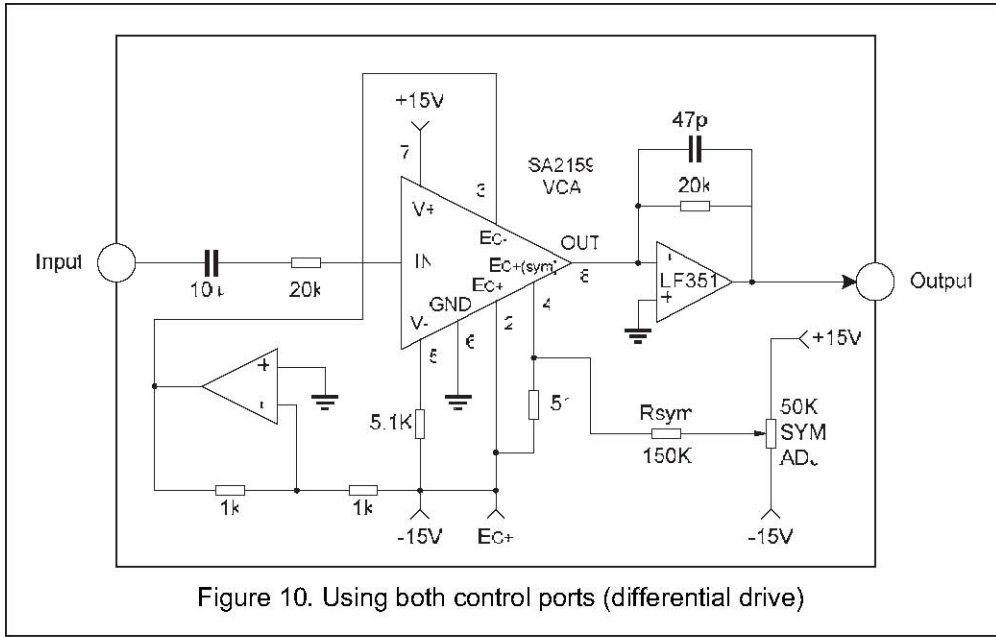 +15V
7
3
SA2159
VCA
47p
20k
V+
Input
IN
EC-
OUT
EC+(sym)
8
LF351
-
+
Output
20k
GND
EC+
V-
4
2
6
5
+15V
+
-
5.1K
Rsym
150K
50K
SYM
1k
1k
-15V
EC+
-15V
Figure 10. Using both control ports (differential drive)